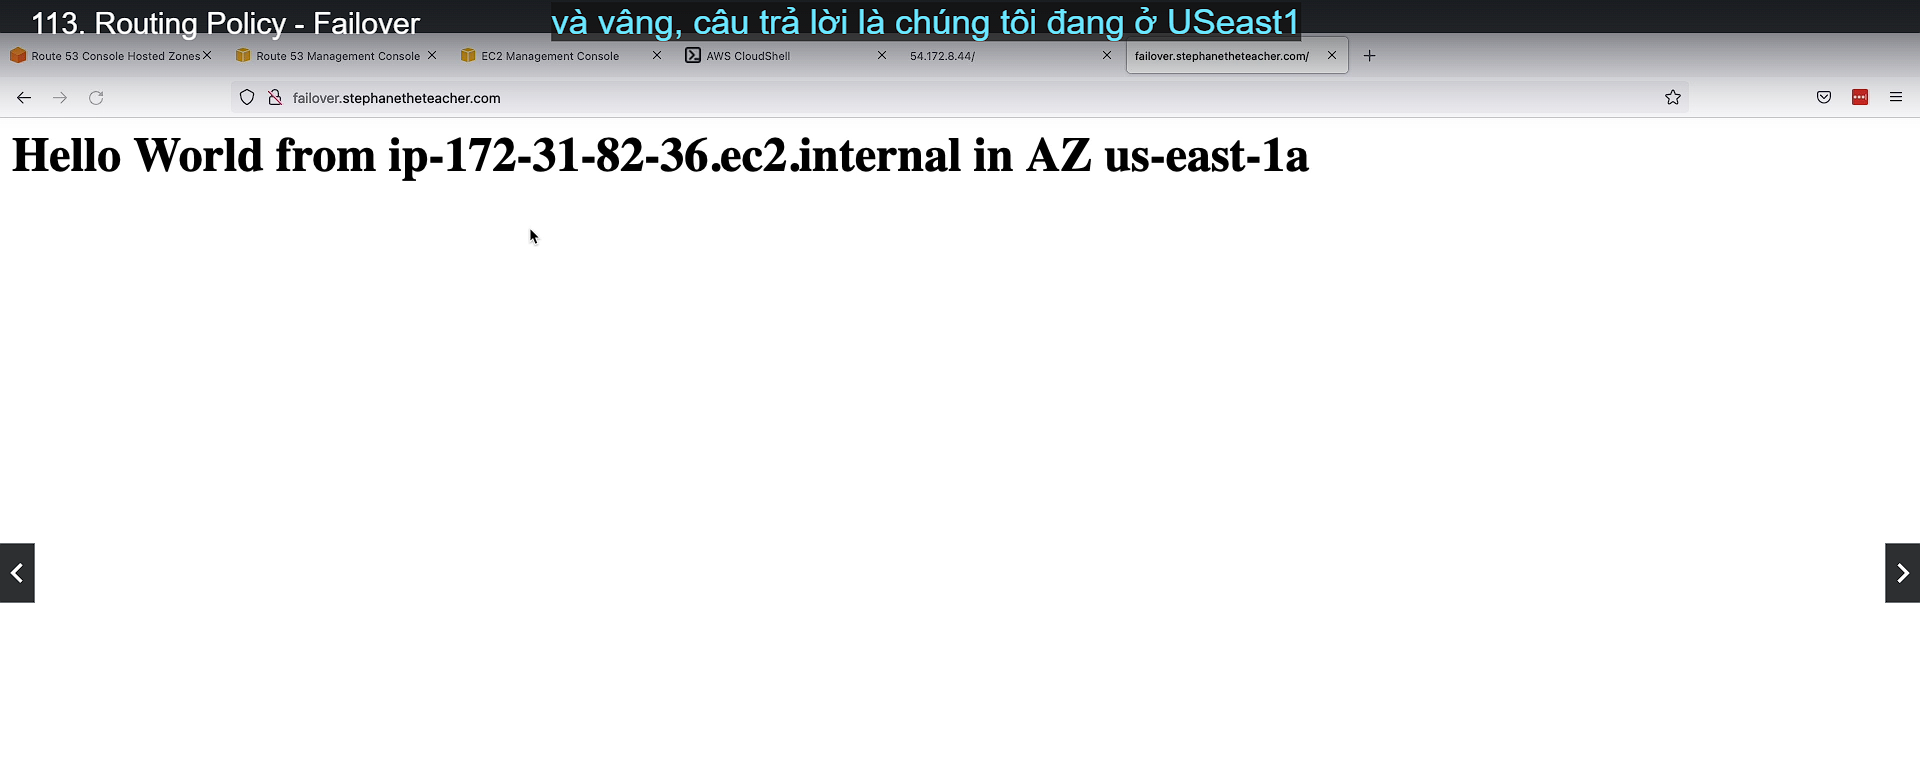 113. Routing Policy - Failover
và vâng, câu trả lời là chúng tôi đang ở USeast1
Route 53 Console Hosted Zones
Route 53 Management Console
EC2 Management Console
AWS CloudShell
54.172.8.44/
failover.stephanetheteacher.com/
failover.stephanetheteacher.com
Hello World from ip-172-31-82-36.ec2.internal in AZ us-east-1a